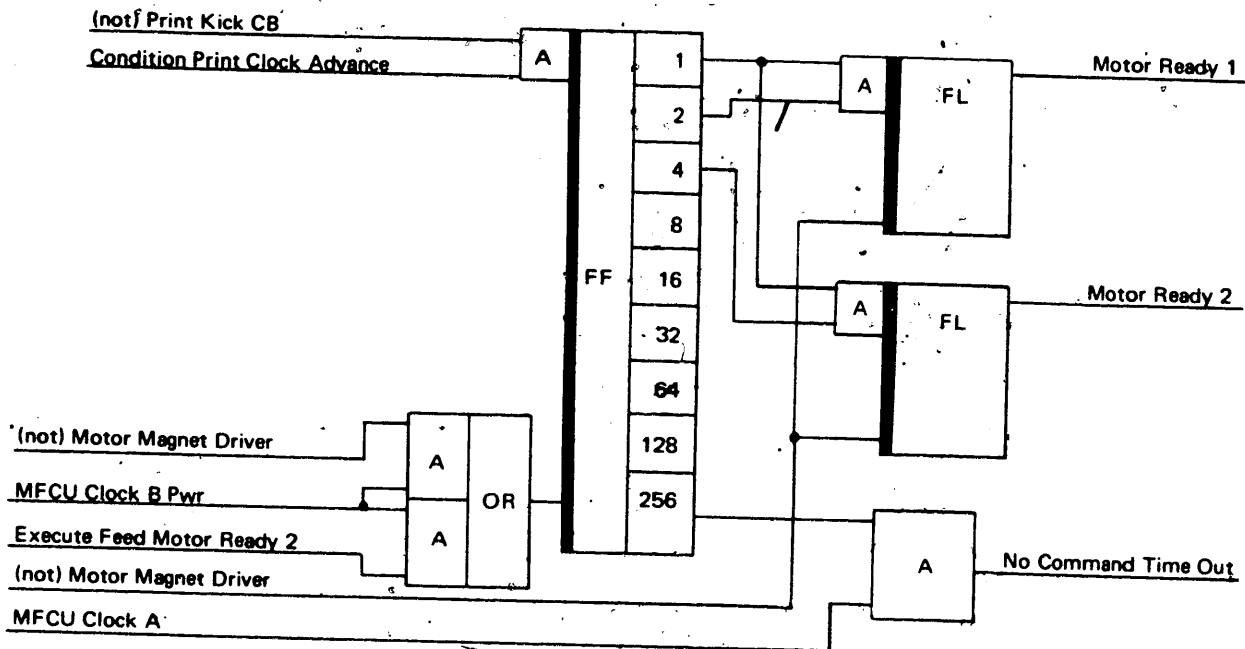 (not) Print Kick CB
Condition Print Clock Advance
A
FF
1
2
4
8
16
32
64
128
256
A
FL
Motor Ready 1
A
FL
Motor Ready 2
(not) Motor Magnet Driver
MFCU Clock B Pwr
Execute Feed Motor Ready 2
(not) Motor Magnet Driver
MFCU Clock A
A
A
OR
A
No Command Time Out